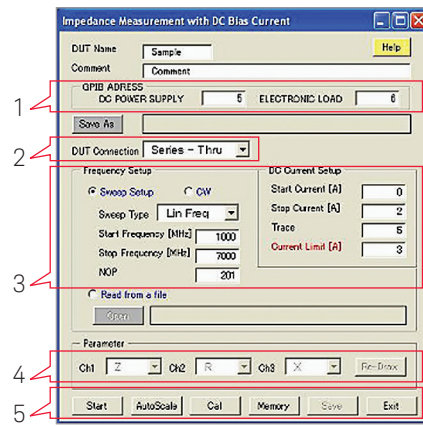 Impedance Measurement with DC Bias Current
DUT Name Sample Help
Comment Comment
1 GPIB ADRESS
DC POWER SUPPLY 5 ELECTRONIC LOAD 6
Save As
2 DUT Connection Series - Thru
Frequency Setup DC Current Setup
Sweep Setup CW Start Current [A] 0
Sweep Type Lin Freq Stop Current [A] 2
Start Frequency [MHz] 1000 Trace 5
Stop Frequency [MHz] 7000 Current Limit [A] 3
3 NOP 201
Read from a file
Open
Parameter
4 Ch1 Z Ch2 R Ch3 X Re-Draw
5 Start AutoScale Cal Memory Save Exit